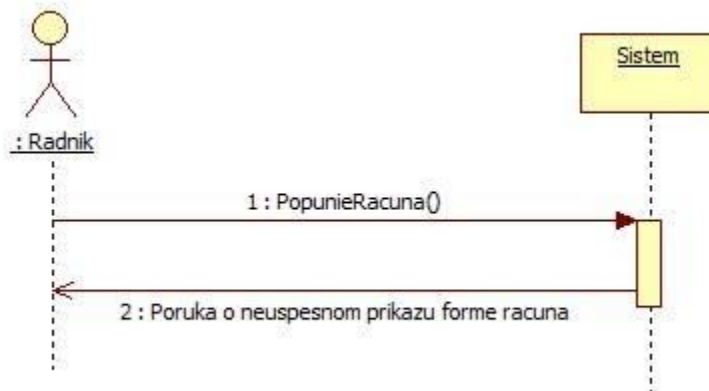 Sistem
: Radnik
1 : PopunieRacuna()
2 : Poruka o neuspesnom prikazu forme racuna